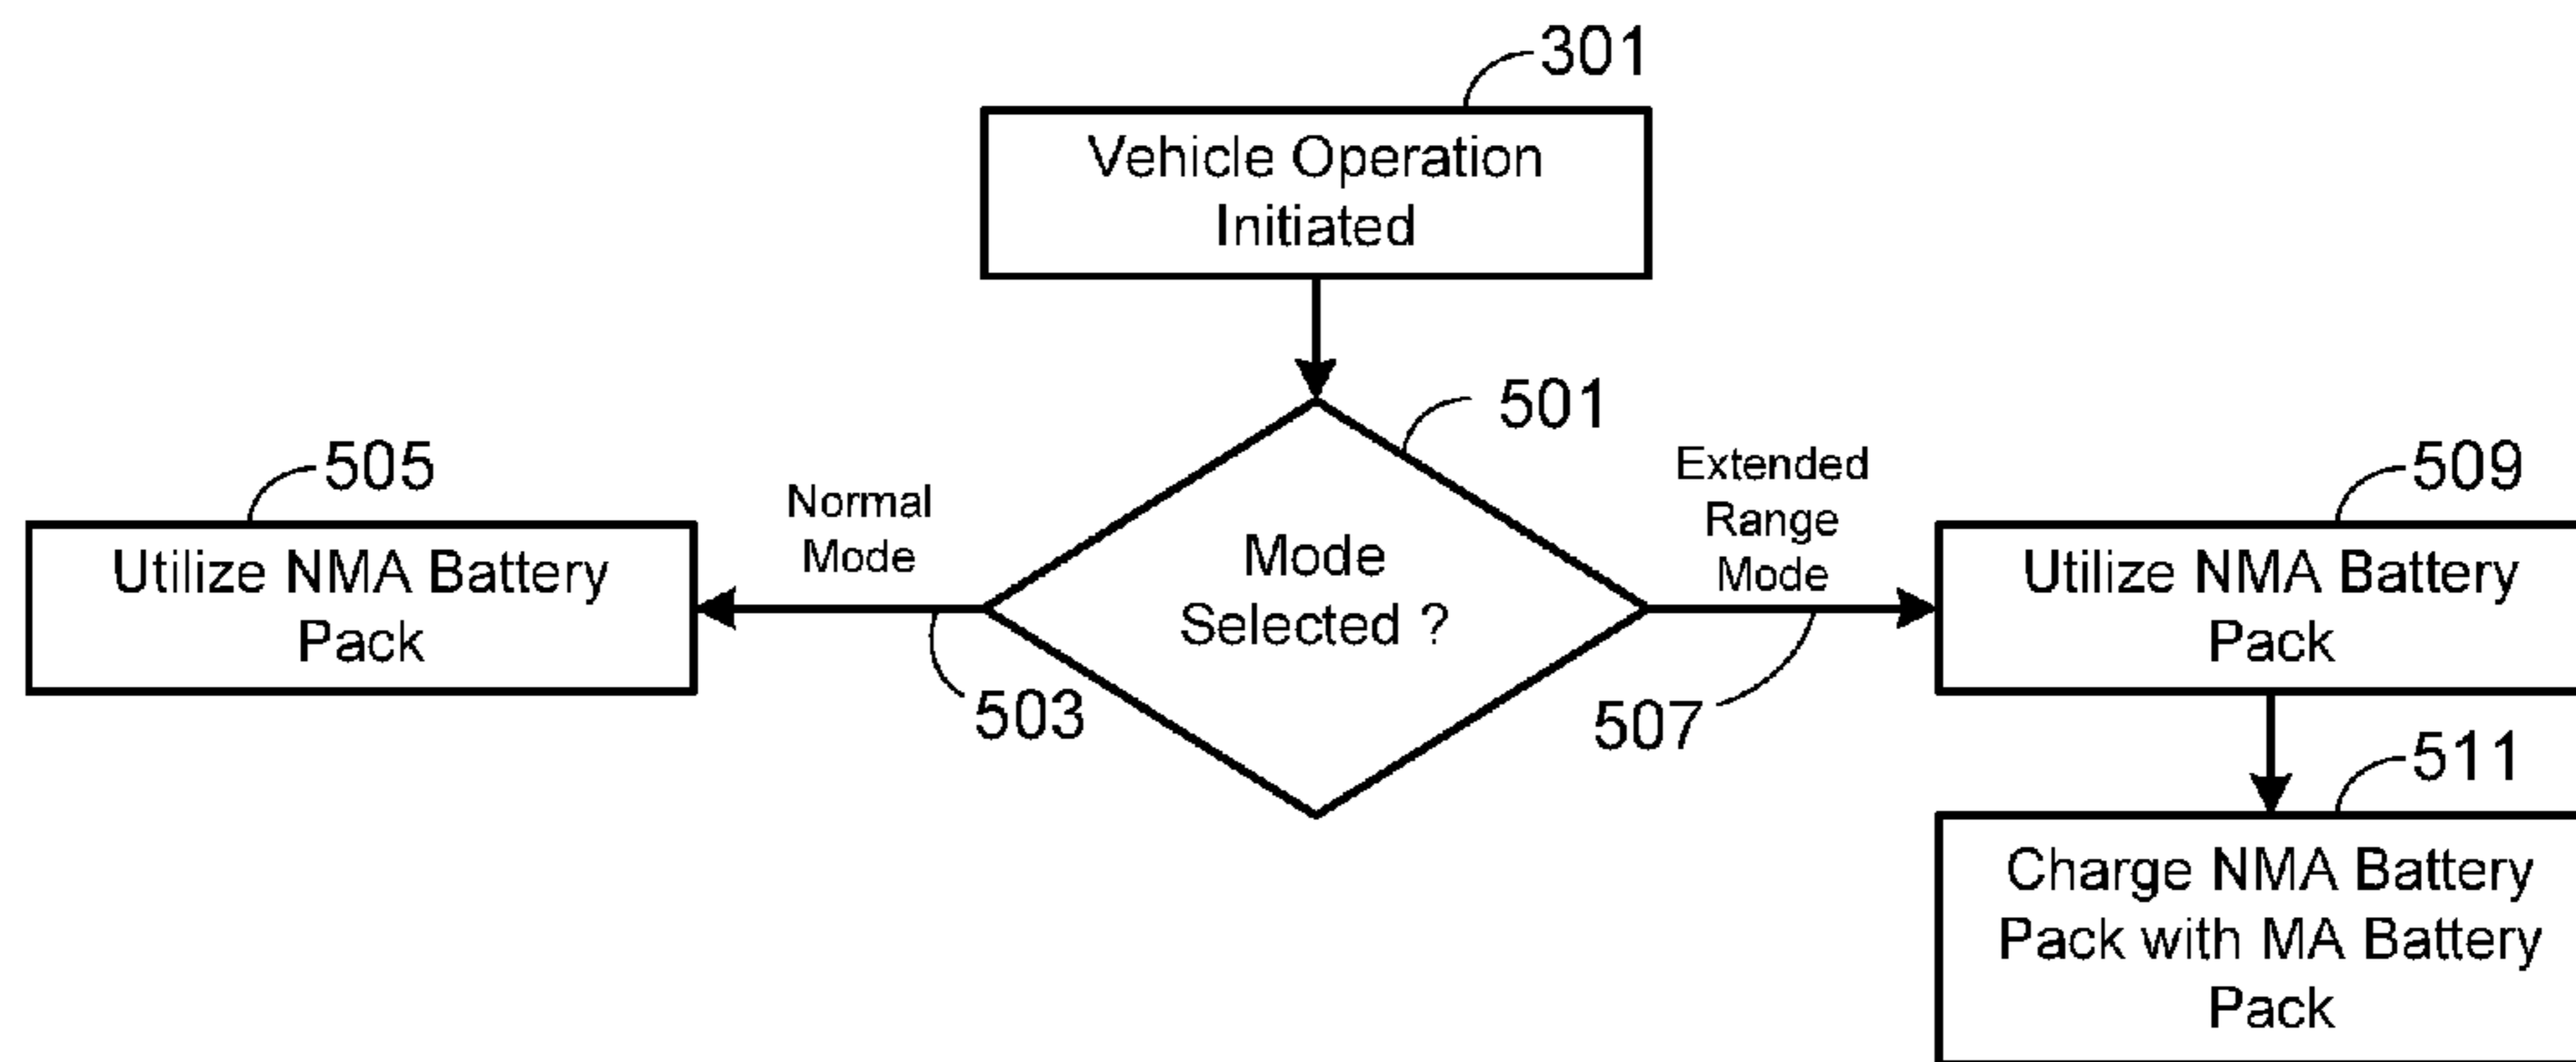 301
Vehicle Operation
Initiated
501
Mode
Selected ?
Normal
Mode
503
505
Utilize NMA Battery
Pack
Extended
Range
Mode
507
509
Utilize NMA Battery
Pack
511
Charge NMA Battery
Pack with MA Battery
Pack